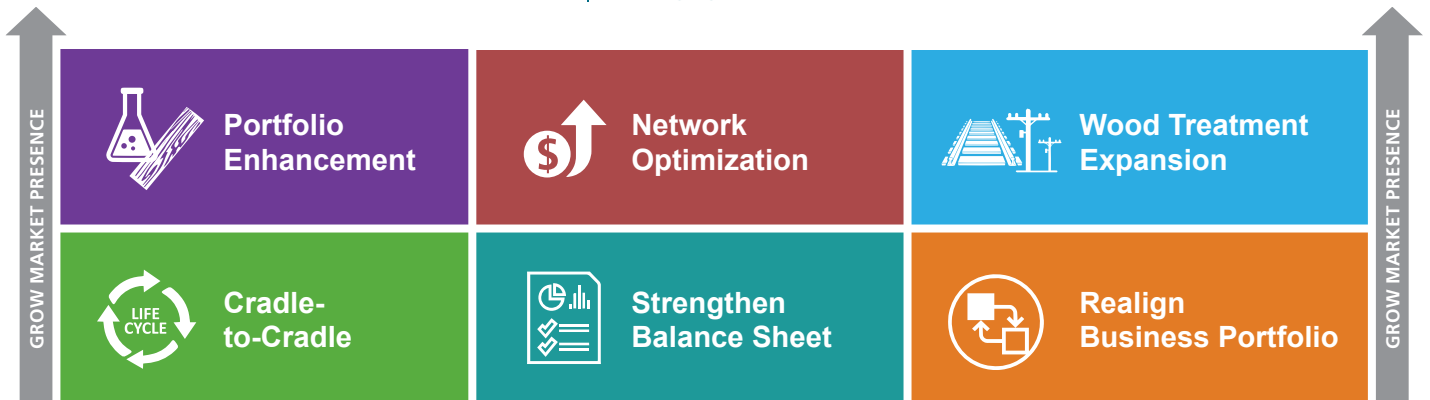 GROW MARKET PRESENCE
Portfolio
Enhancement
$
Network
Optimization
Wood Treatment
Expansion
LIFE
CYCLE
Cradle-
to-Cradle
Strengthen
Balance Sheet
Realign
Business Portfolio
GROW MARKET PRESENCE